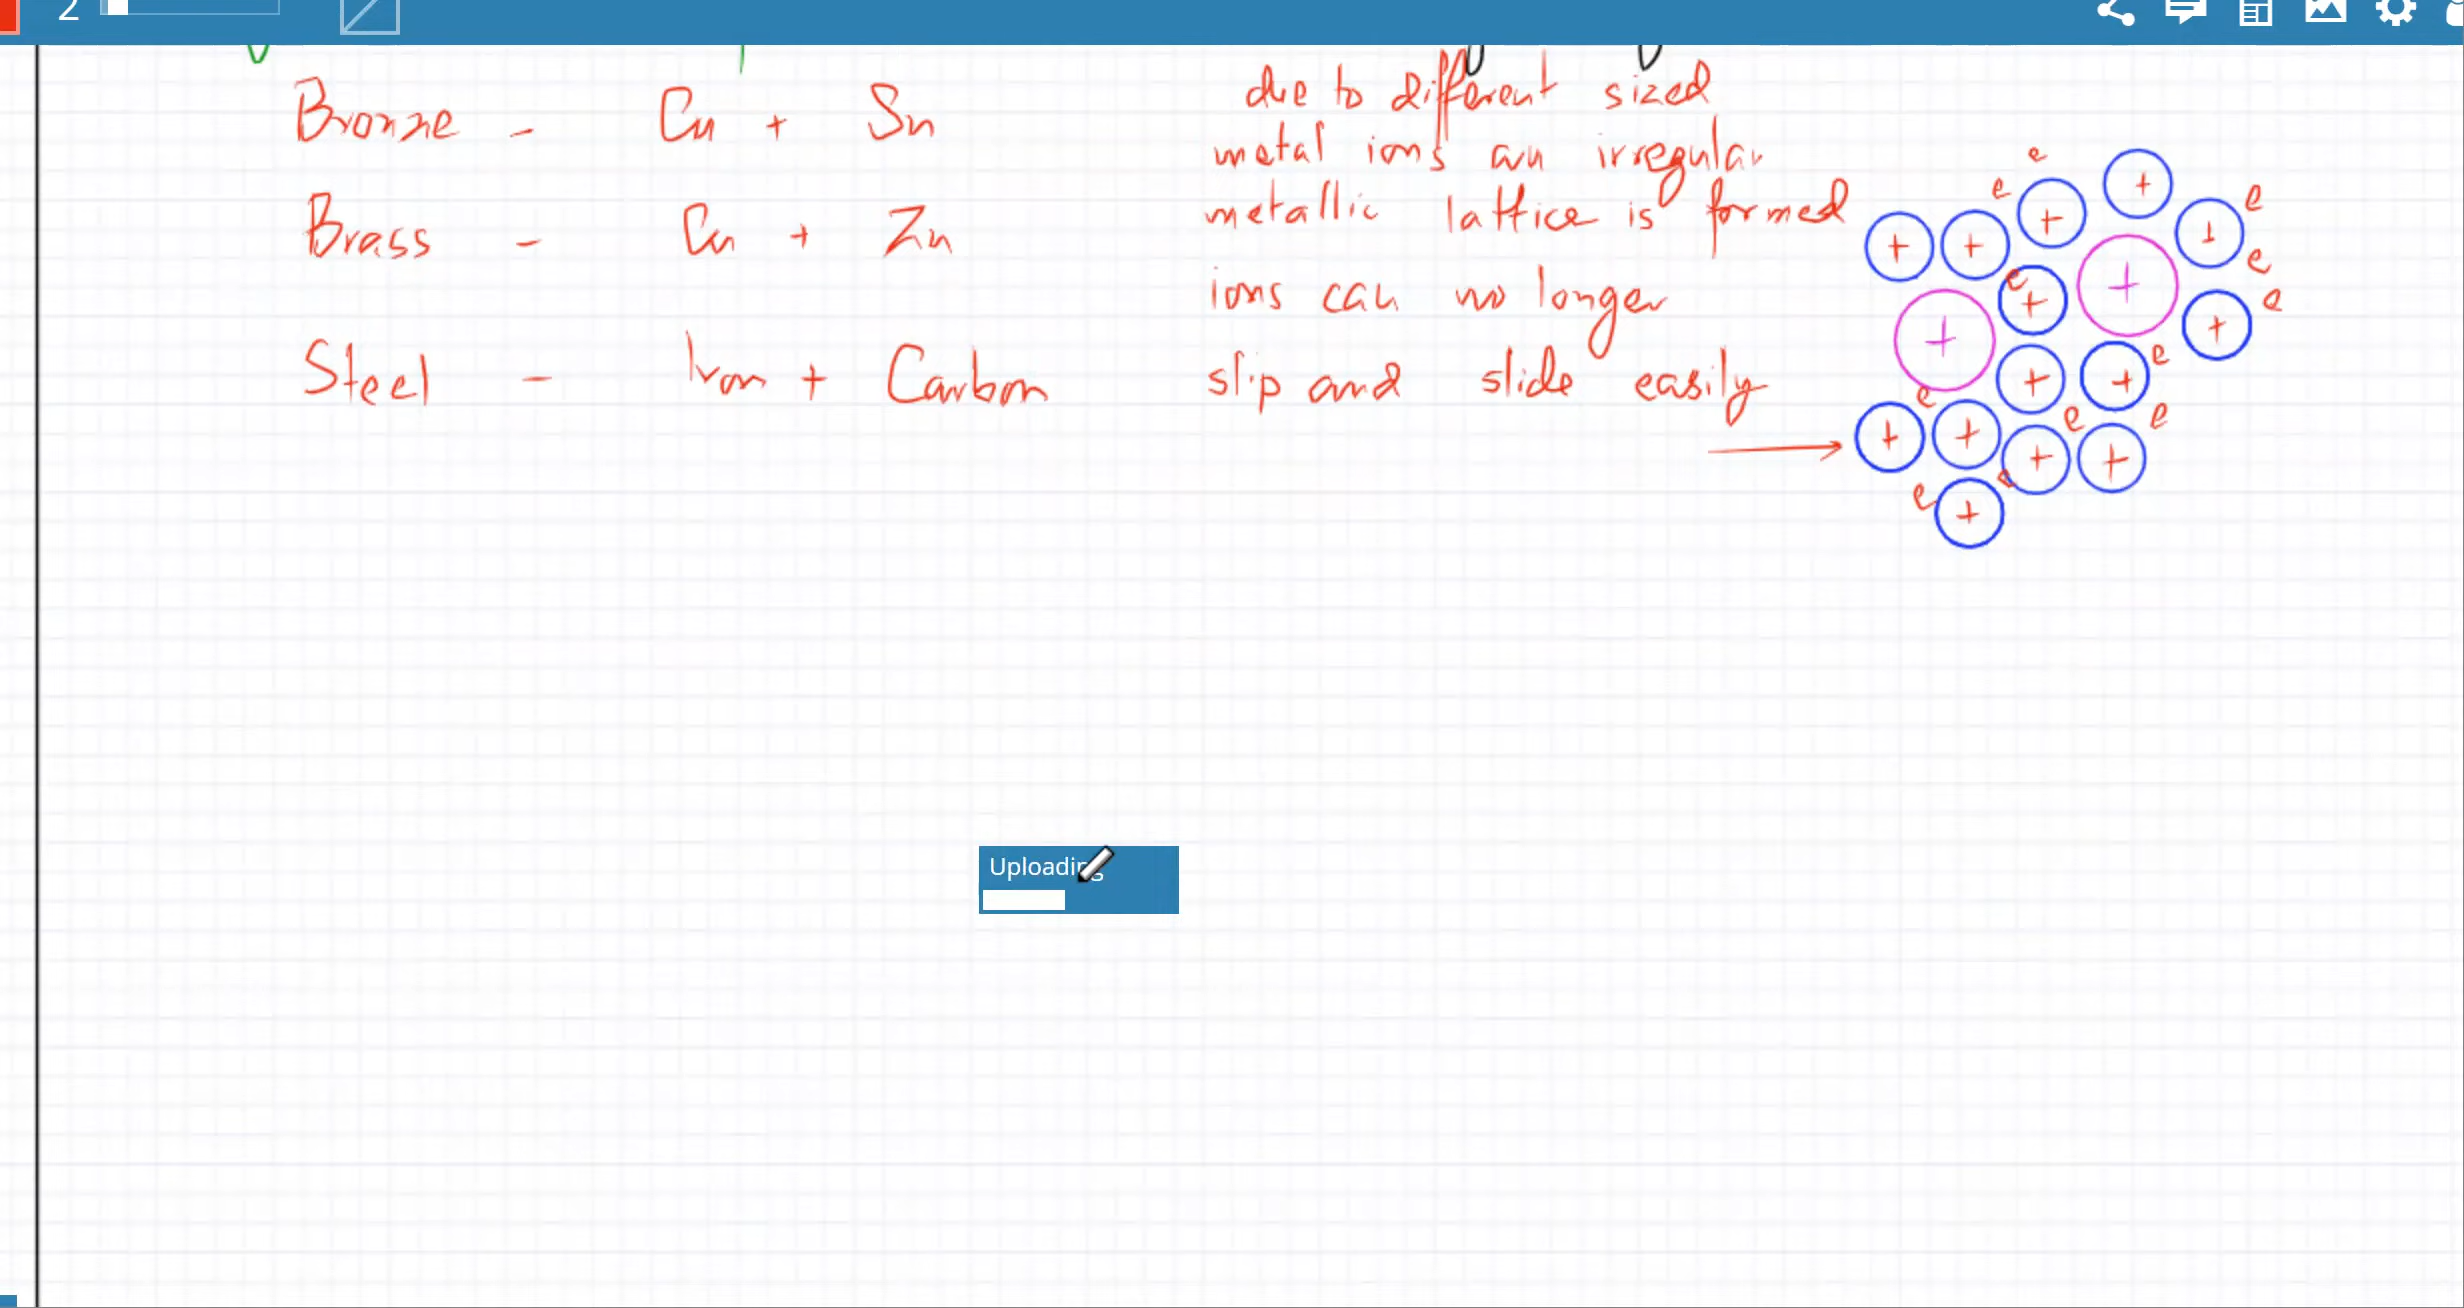 2
Bronze - Cu + Sn
Brass - Cu + Zn
Steel - Iron + Carbon
due to different sized
metal ions an irregular
metallic lattice is formed
ions can no longer
slip and slide easily
+ + + + + + + + + + + + + + + +
e e e e e e e e e e e e
Uploading